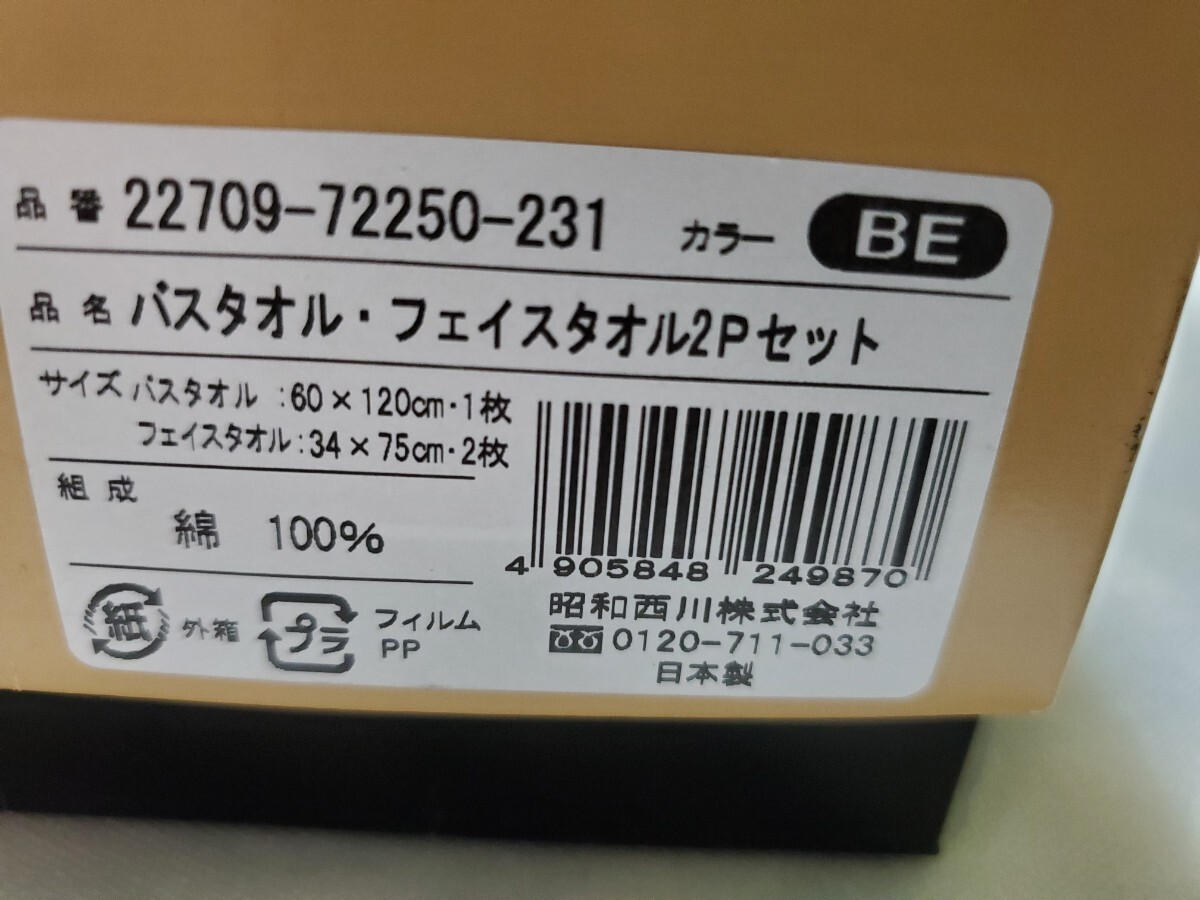 品番 22709-72250-231 カラー BE
品名 バスタオル・フェイスタオル2Pセット
サイズ バスタオル :60×120cm・1枚
フェイスタオル:34×75cm・2枚
組成
綿 100%
紙 外箱 プラ フィルム
PP
4 905848 249870
昭和西川株式会社
0120-711-033
日本製